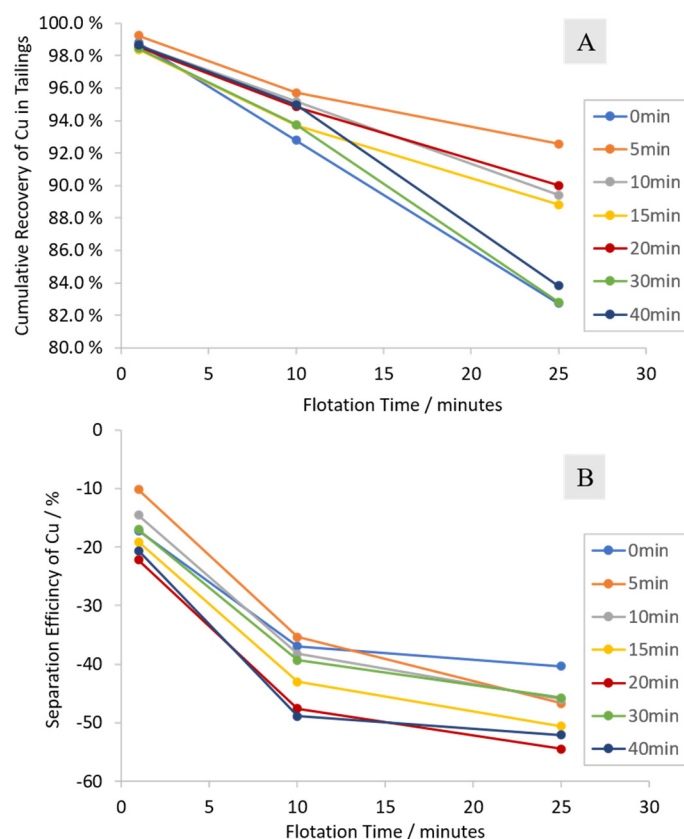 A
Cumulative Recovery of Cu in Tailings
100.0 %
98.0 %
96.0 %
94.0 %
92.0 %
90.0 %
88.0 %
86.0 %
84.0 %
82.0 %
80.0 %
0min
5min
10min
15min
20min
30min
40min
0 5 10 15 20 25 30
Flotation Time / minutes
B
Separation Efficincy of Cu / %
0
-10
-20
-30
-40
-50
-60
0min
5min
10min
15min
20min
30min
40min
0 5 10 15 20 25 30
Flotation Time / minutes